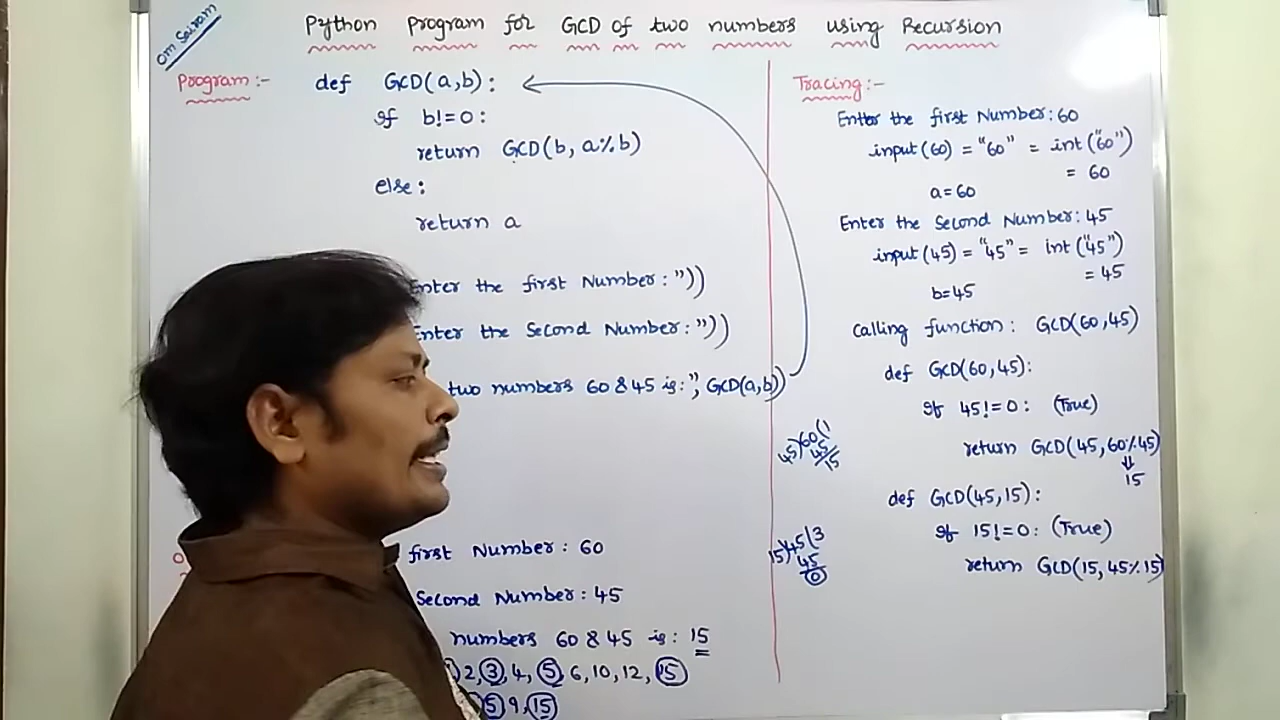 om Sairam
Python Program for GCD of two numbers using Recursion
Program:-
def GCD(a,b):
if b!=0:
return GCD(b, a%b)
else:
return a
Enter the first Number:"))
Enter the Second Number:"))
two numbers 60 & 45 is:", GCD(a,b))
first Number: 60
Second Number: 45
numbers 60 & 45 is: 15
2, 3, 4, 5, 6, 10, 12, 15
5 9, 15
Tracing:-
Enter the first Number: 60
input(60) = "60" = int("60")
= 60
a=60
Enter the Second Number: 45
input(45) = "45" = int("45")
= 45
b=45
calling function: GCD(60,45)
def GCD(60,45):
if 45!=0: (True)
return GCD(45,60%45)
15
45)60(1
45
15
def GCD(45,15):
if 15!=0: (True)
return GCD(15,45%15)
15)45(3
45
0